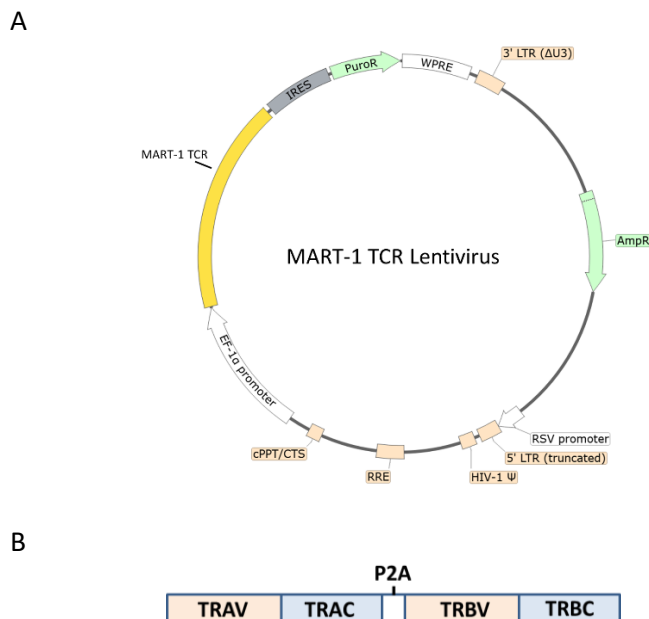 A
3' LTR (ΔU3)
PuroR
WPRE
IRES
MART-1 TCR
AmpR
MART-1 TCR Lentivirus
EF-1α promoter
RSV promoter
cPPT/CTS
5' LTR (truncated)
RRE
HIV-1 Ψ
B
P2A
TRAV TRAC TRBV TRBC